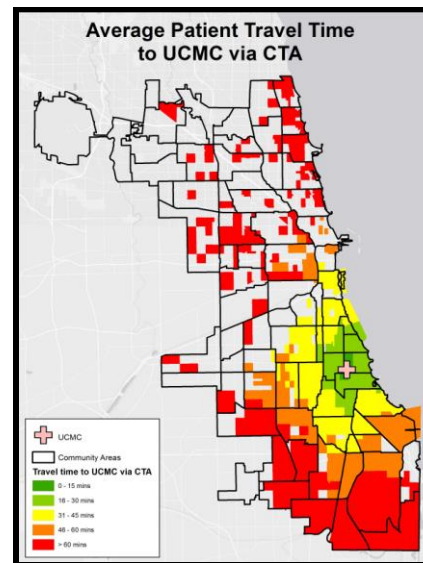 Average Patient Travel Time
to UCMC via CTA
UCMC
Community Areas
Travel time to UCMC via CTA
0 - 15 mins
16 - 30 mins
31 - 45 mins
46 - 60 mins
> 60 mins